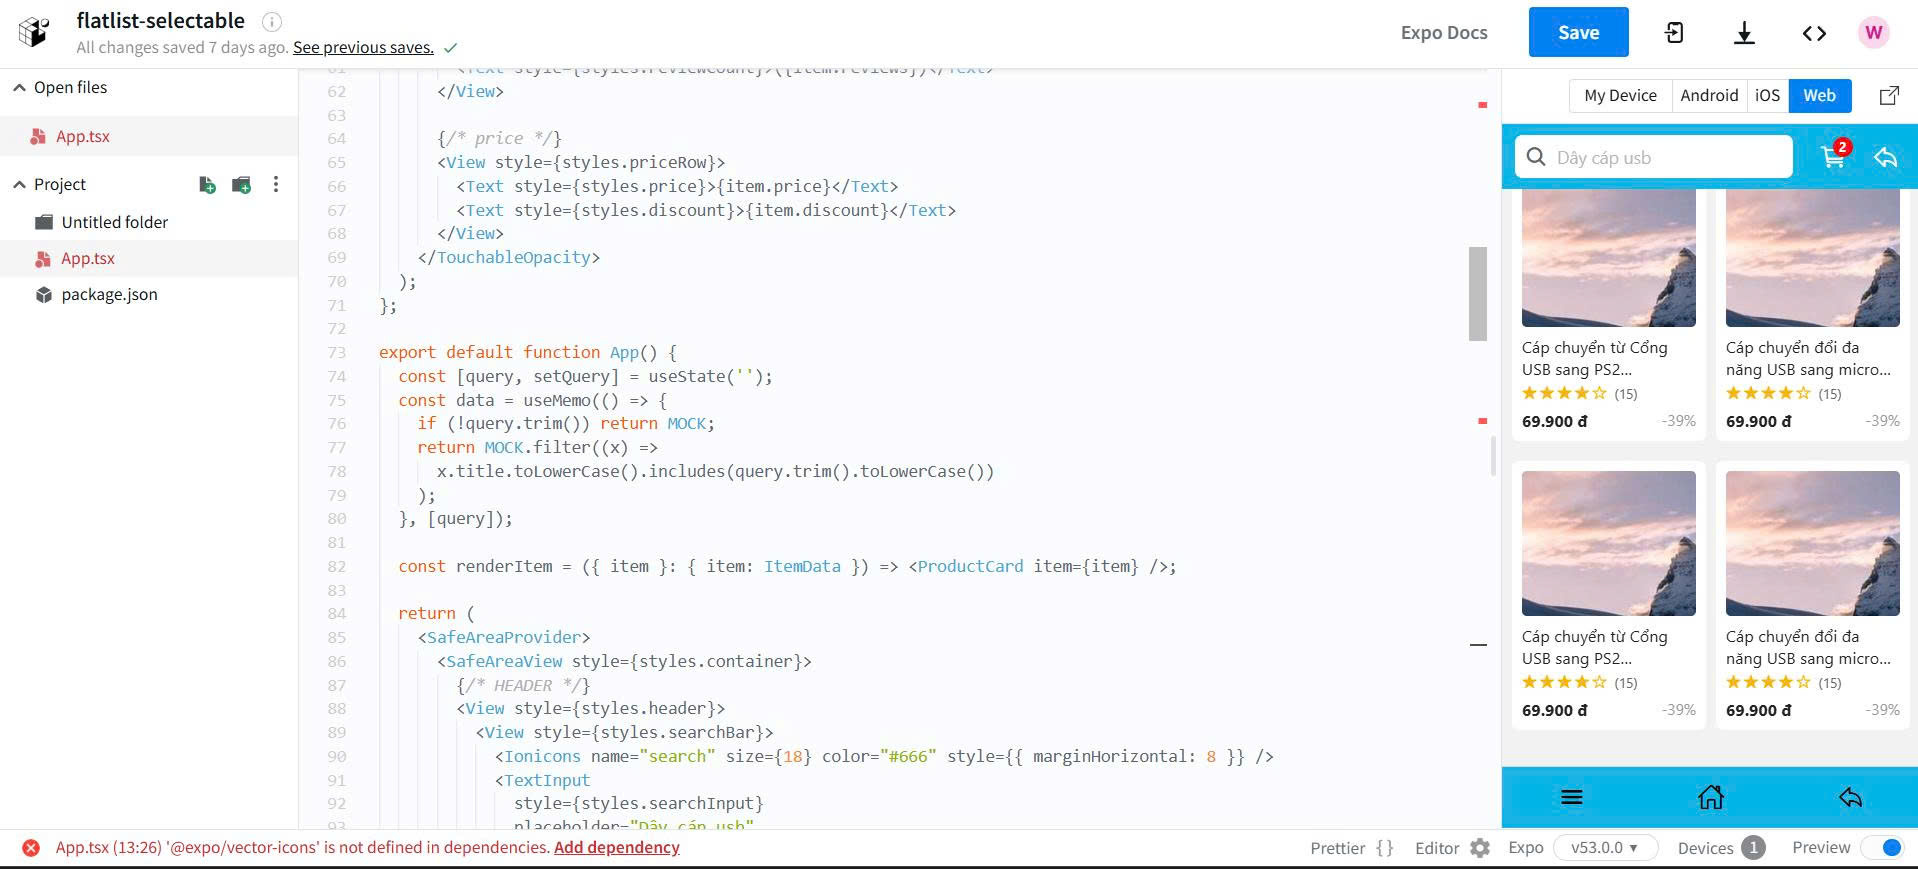 flatlist-selectable
All changes saved 7 days ago. See previous saves.
Expo Docs
Save
W
Open files
App.tsx
Project
Untitled folder
App.tsx
package.json
61 <Text style={styles.reviewCount}>({item.reviews})</Text>
62 </View>
63
64 {/* price */}
65 <View style={styles.priceRow}>
66 <Text style={styles.price}>{item.price}</Text>
67 <Text style={styles.discount}>{item.discount}</Text>
68 </View>
69 </TouchableOpacity>
70 );
71 };
72
73 export default function App() {
74 const [query, setQuery] = useState('');
75 const data = useMemo(() => {
76 if (!query.trim()) return MOCK;
77 return MOCK.filter((x) =>
78 x.title.toLowerCase().includes(query.trim().toLowerCase())
79 );
80 }, [query]);
81
82 const renderItem = ({ item }: { item: ItemData }) => <ProductCard item={item} />;
83
84 return (
85 <SafeAreaProvider>
86 <SafeAreaView style={styles.container}>
87 {/* HEADER */}
88 <View style={styles.header}>
89 <View style={styles.searchBar}>
90 <Ionicons name="search" size={18} color="#666" style={{ marginHorizontal: 8 }} />
91 <TextInput
92 style={styles.searchInput}
93 placeholder="Dây cáp usb"
My Device Android iOS Web
Dây cáp usb
2
Cáp chuyển từ Cổng
USB sang PS2...
(15)
69.900 đ -39%
Cáp chuyển đổi đa
năng USB sang micro...
(15)
69.900 đ -39%
Cáp chuyển từ Cổng
USB sang PS2...
(15)
69.900 đ -39%
Cáp chuyển đổi đa
năng USB sang micro...
(15)
69.900 đ -39%
App.tsx (13:26) '@expo/vector-icons' is not defined in dependencies. Add dependency
Prettier {} Editor Expo v53.0.0 Devices 1 Preview